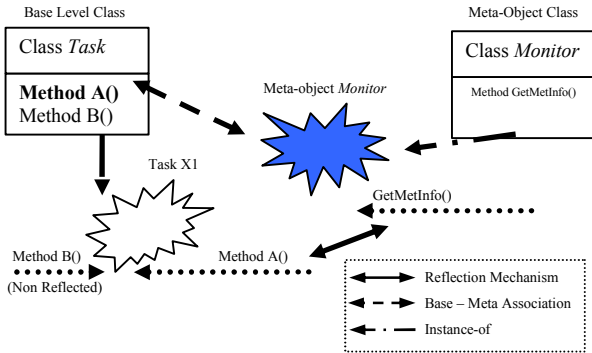 Base Level Class
Meta-Object Class
Class Task
Class Monitor
Method A()
Method B()
Method GetMetInfo()
Meta-object Monitor
Task X1
GetMetInfo()
Method B()
Method A()
(Non Reflected)
Reflection Mechanism
Base – Meta Association
Instance-of